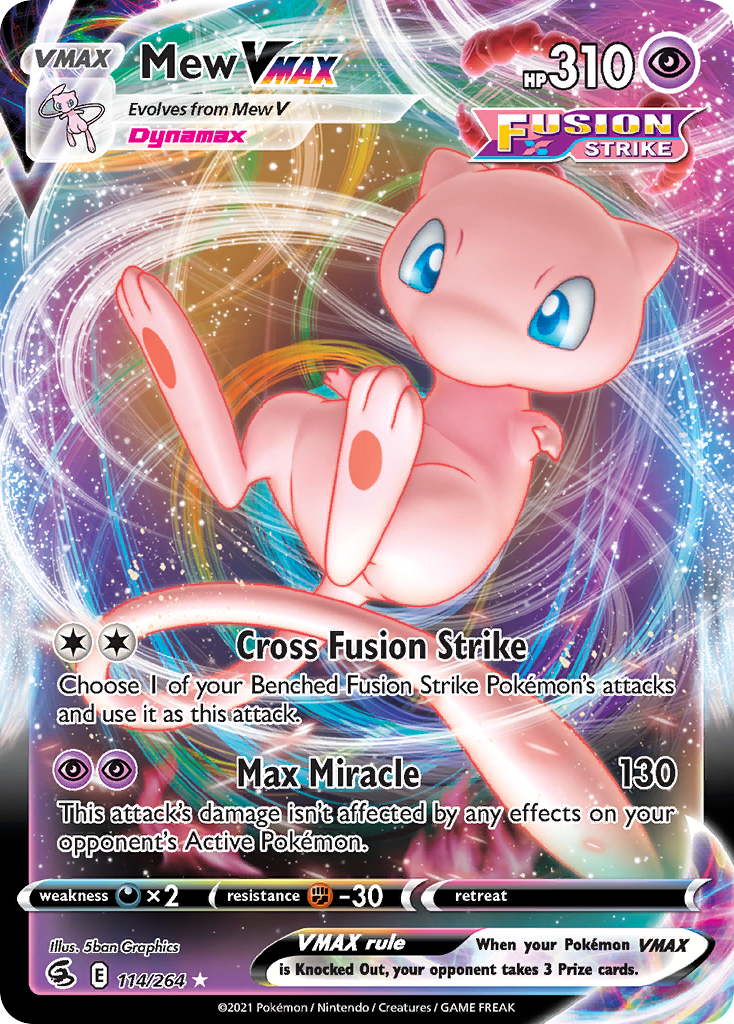 VMAX
Mew VMAX
HP310
Evolves from Mew V
Dynamax
FUSION
STRIKE
Cross Fusion Strike
Choose 1 of your Benched Fusion Strike Pokémon's attacks
and use it as this attack.
Max Miracle 130
This attack's damage isn't affected by any effects on your
opponent's Active Pokémon.
weakness ×2 resistance -30 retreat
Illus. 5ban Graphics
VMAX rule When your Pokémon VMAX
is Knocked Out, your opponent takes 3 Prize cards.
E 114/264 ★
©2021 Pokémon / Nintendo / Creatures / GAME FREAK